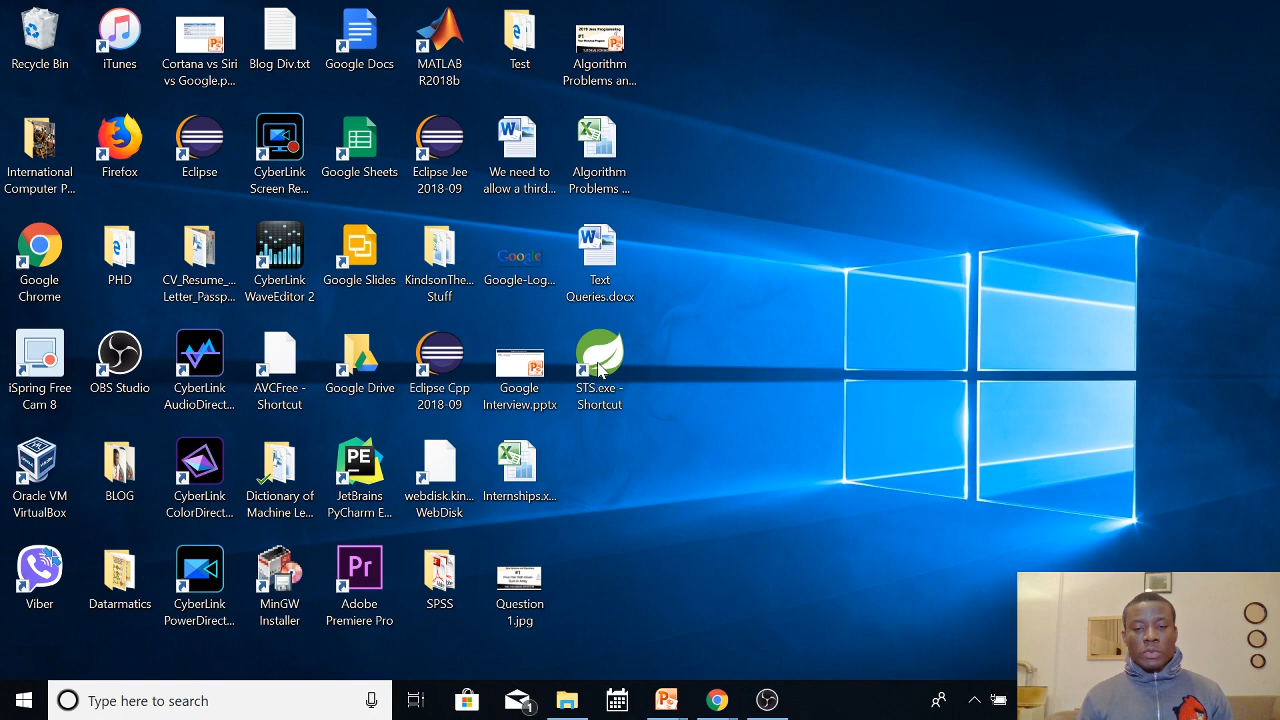 Recycle Bin
iTunes
Cortana vs Siri
vs Google.p...
Blog Div.txt
Google Docs
MATLAB
R2018b
Test
Algorithm
Problems an...
International
Computer P...
Firefox
Eclipse
CyberLink
Screen Re...
Google Sheets
Eclipse Jee
2018-09
We need to
allow a third...
Algorithm
Problems ...
Google
Chrome
PHD
CV_Resume_...
Letter_Passp...
CyberLink
WaveEditor 2
Google Slides
KindsonThe...
Stuff
Google
Google-Log...
Text
Queries.docx
iSpring Free
Cam 8
OBS Studio
CyberLink
AudioDirect...
AVCFree -
Shortcut
Google Drive
Eclipse Cpp
2018-09
Google
Interview.pptx
STS.exe -
Shortcut
Oracle VM
VirtualBox
BLOG
CyberLink
ColorDirect...
Dictionary of
Machine Le...
PE
JetBrains
PyCharm E...
webdisk.kin...
WebDisk
Internships.x...
Viber
Datarmatics
CyberLink
PowerDirect...
MinGW
Installer
Pr
Adobe
Premiere Pro
SPSS
#1
Question
1.jpg
Type here to search
1